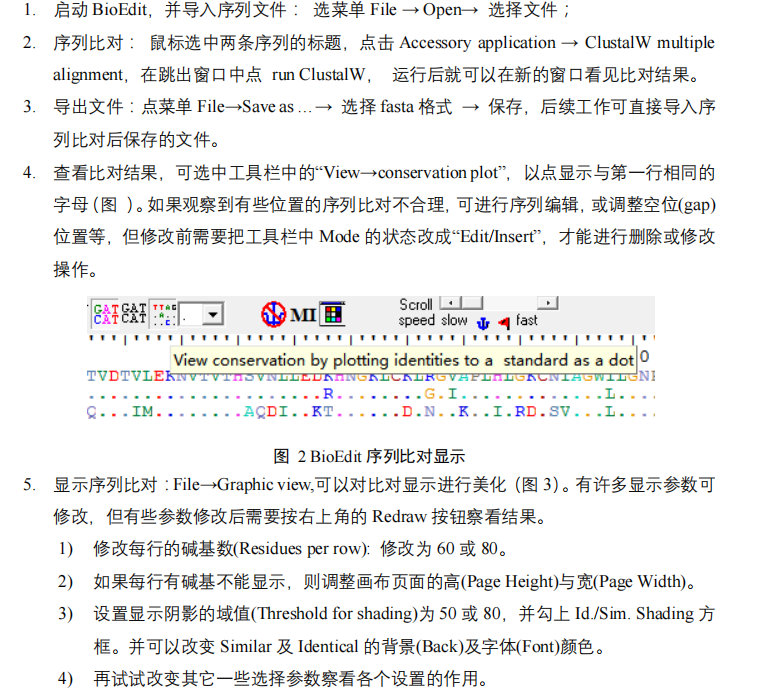 1. 启动 BioEdit，并导入序列文件： 选菜单 File → Open→ 选择文件；
2. 序列比对： 鼠标选中两条序列的标题，点击 Accessory application → ClustalW multiple
alignment，在跳出窗口中点 run ClustalW， 运行后就可以在新的窗口看见比对结果。
3. 导出文件：点菜单 File→Save as …→ 选择 fasta 格式 → 保存，后续工作可直接导入序
列比对后保存的文件。
4. 查看比对结果，可选中工具栏中的“View→conservation plot”，以点显示与第一行相同的
字母（图 ）。如果观察到有些位置的序列比对不合理，可进行序列编辑，或调整空位(gap)
位置等，但修改前需要把工具栏中 Mode 的状态改成“Edit/Insert”，才能进行删除或修改
操作。
GAT CAT GAT CAT MI Scroll
speed slow fast
View conservation by plotting identities to a standard as a dot 0
TVDTVLEKNVTVTHSVNLLEDKHNGKLCKLRGVAPLHLGKCNIAGWILGN
.....................R........G.I.............L....
Q...IM........AQDI..KT......D.N..K..I.RD.SV...L....
图 2 BioEdit 序列比对显示
5. 显示序列比对：File→Graphic view,可以对比对显示进行美化（图 3）。有许多显示参数可
修改，但有些参数修改后需要按右上角的 Redraw 按钮察看结果。
1) 修改每行的碱基数(Residues per row): 修改为 60 或 80。
2) 如果每行有碱基不能显示，则调整画布页面的高(Page Height)与宽(Page Width)。
3) 设置显示阴影的域值(Threshold for shading)为 50 或 80，并勾上 Id./Sim. Shading 方
框。并可以改变 Similar 及 Identical 的背景(Back)及字体(Font)颜色。
4) 再试试改变其它一些选择参数察看各个设置的作用。